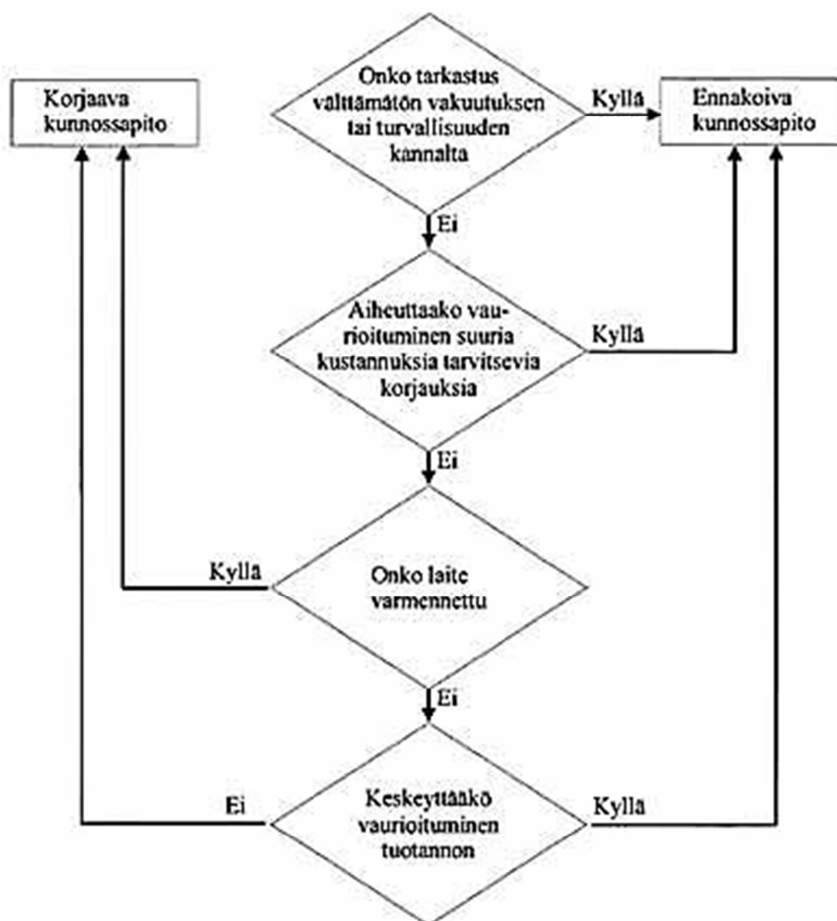 Onko tarkastus
välttämätön vakuutuksen
tai turvallisuuden
kannalta
Kyllä
Ennakoiva
kunnossapito
Korjaava
kunnossapito
Ei
Aiheuttaako vau-
rioituminen suuria
kustannuksia tarvitsevia
korjauksia
Kyllä
Ei
Kyllä
Onko laite
varmennettu
Ei
Ei
Keskeyttääkö
vaurioituminen
tuotannon
Kyllä